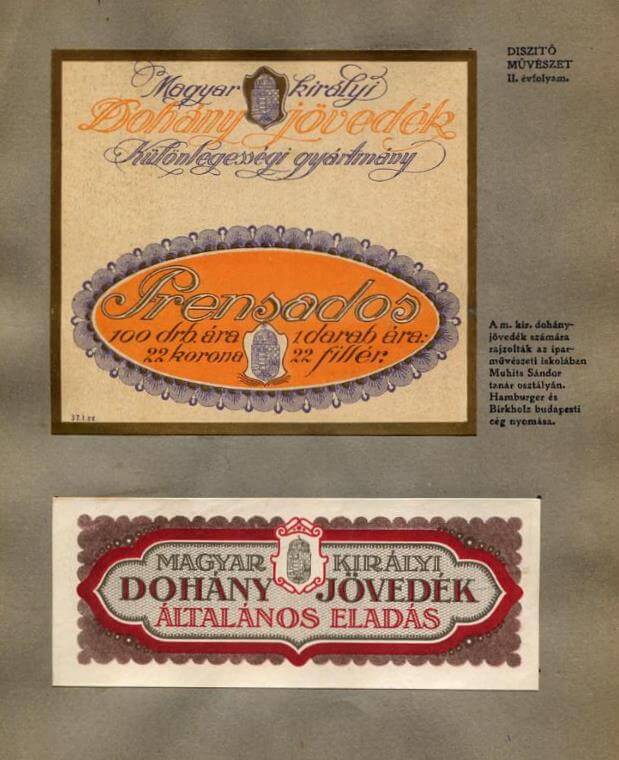 DISZITŐ
MŰVÉSZET
II. évfolyam.
Magyar királyi
Dohány jövedék
Különlegességi gyártmány
Prensados
100 drb. ára 1 darab ára:
22 korona 22 fillér.
A m. kir. dohány-
jövedék számára
rajzolták az ipar-
művészeti iskolában
Muhits Sándor
tanár osztályán.
Hamburger és
Birkholz budapesti
cég nyomása.
MAGYAR KIRÁLYI
DOHÁNY JÖVEDÉK
ÁLTALÁNOS ELADÁS